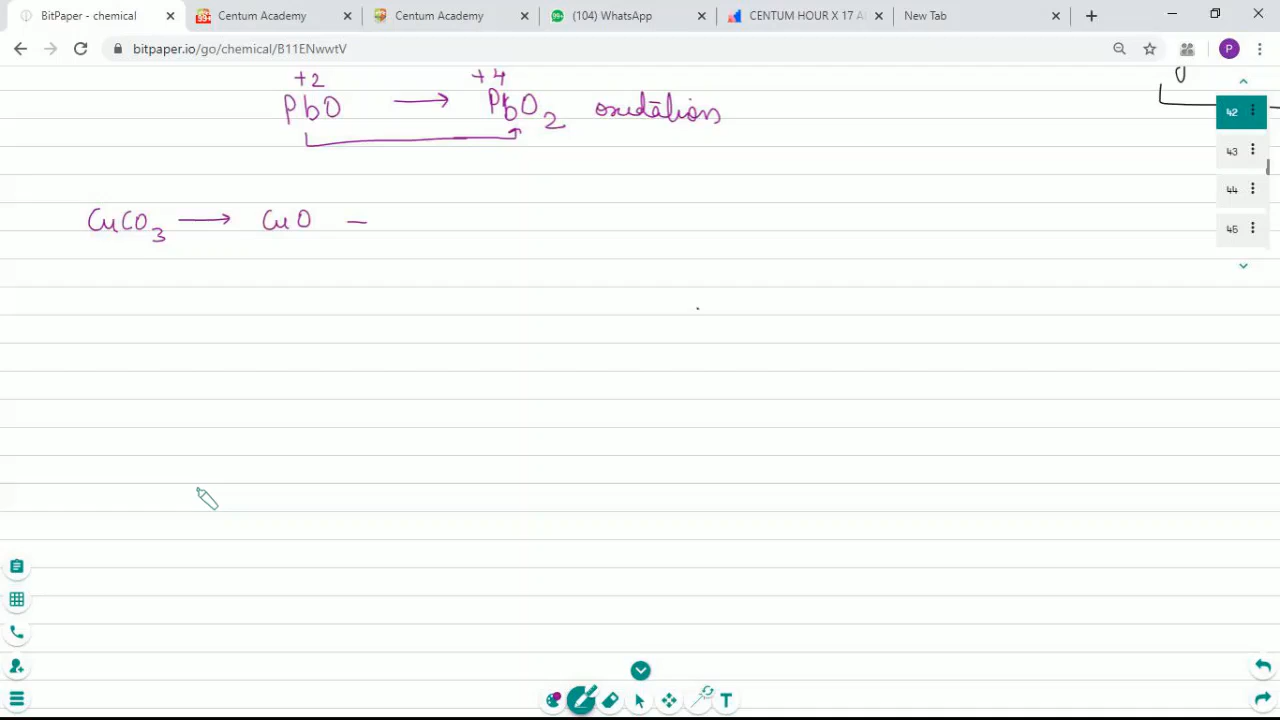 BitPaper - chemical
Centum Academy
Centum Academy
(104) WhatsApp
CENTUM HOUR X 17 A
New Tab
bitpaper.io/go/chemical/B11ENwwtV
P
+2 +4
PbO → PbO2 oxidations
CuCO3 → CuO –
42
43
44
45
T